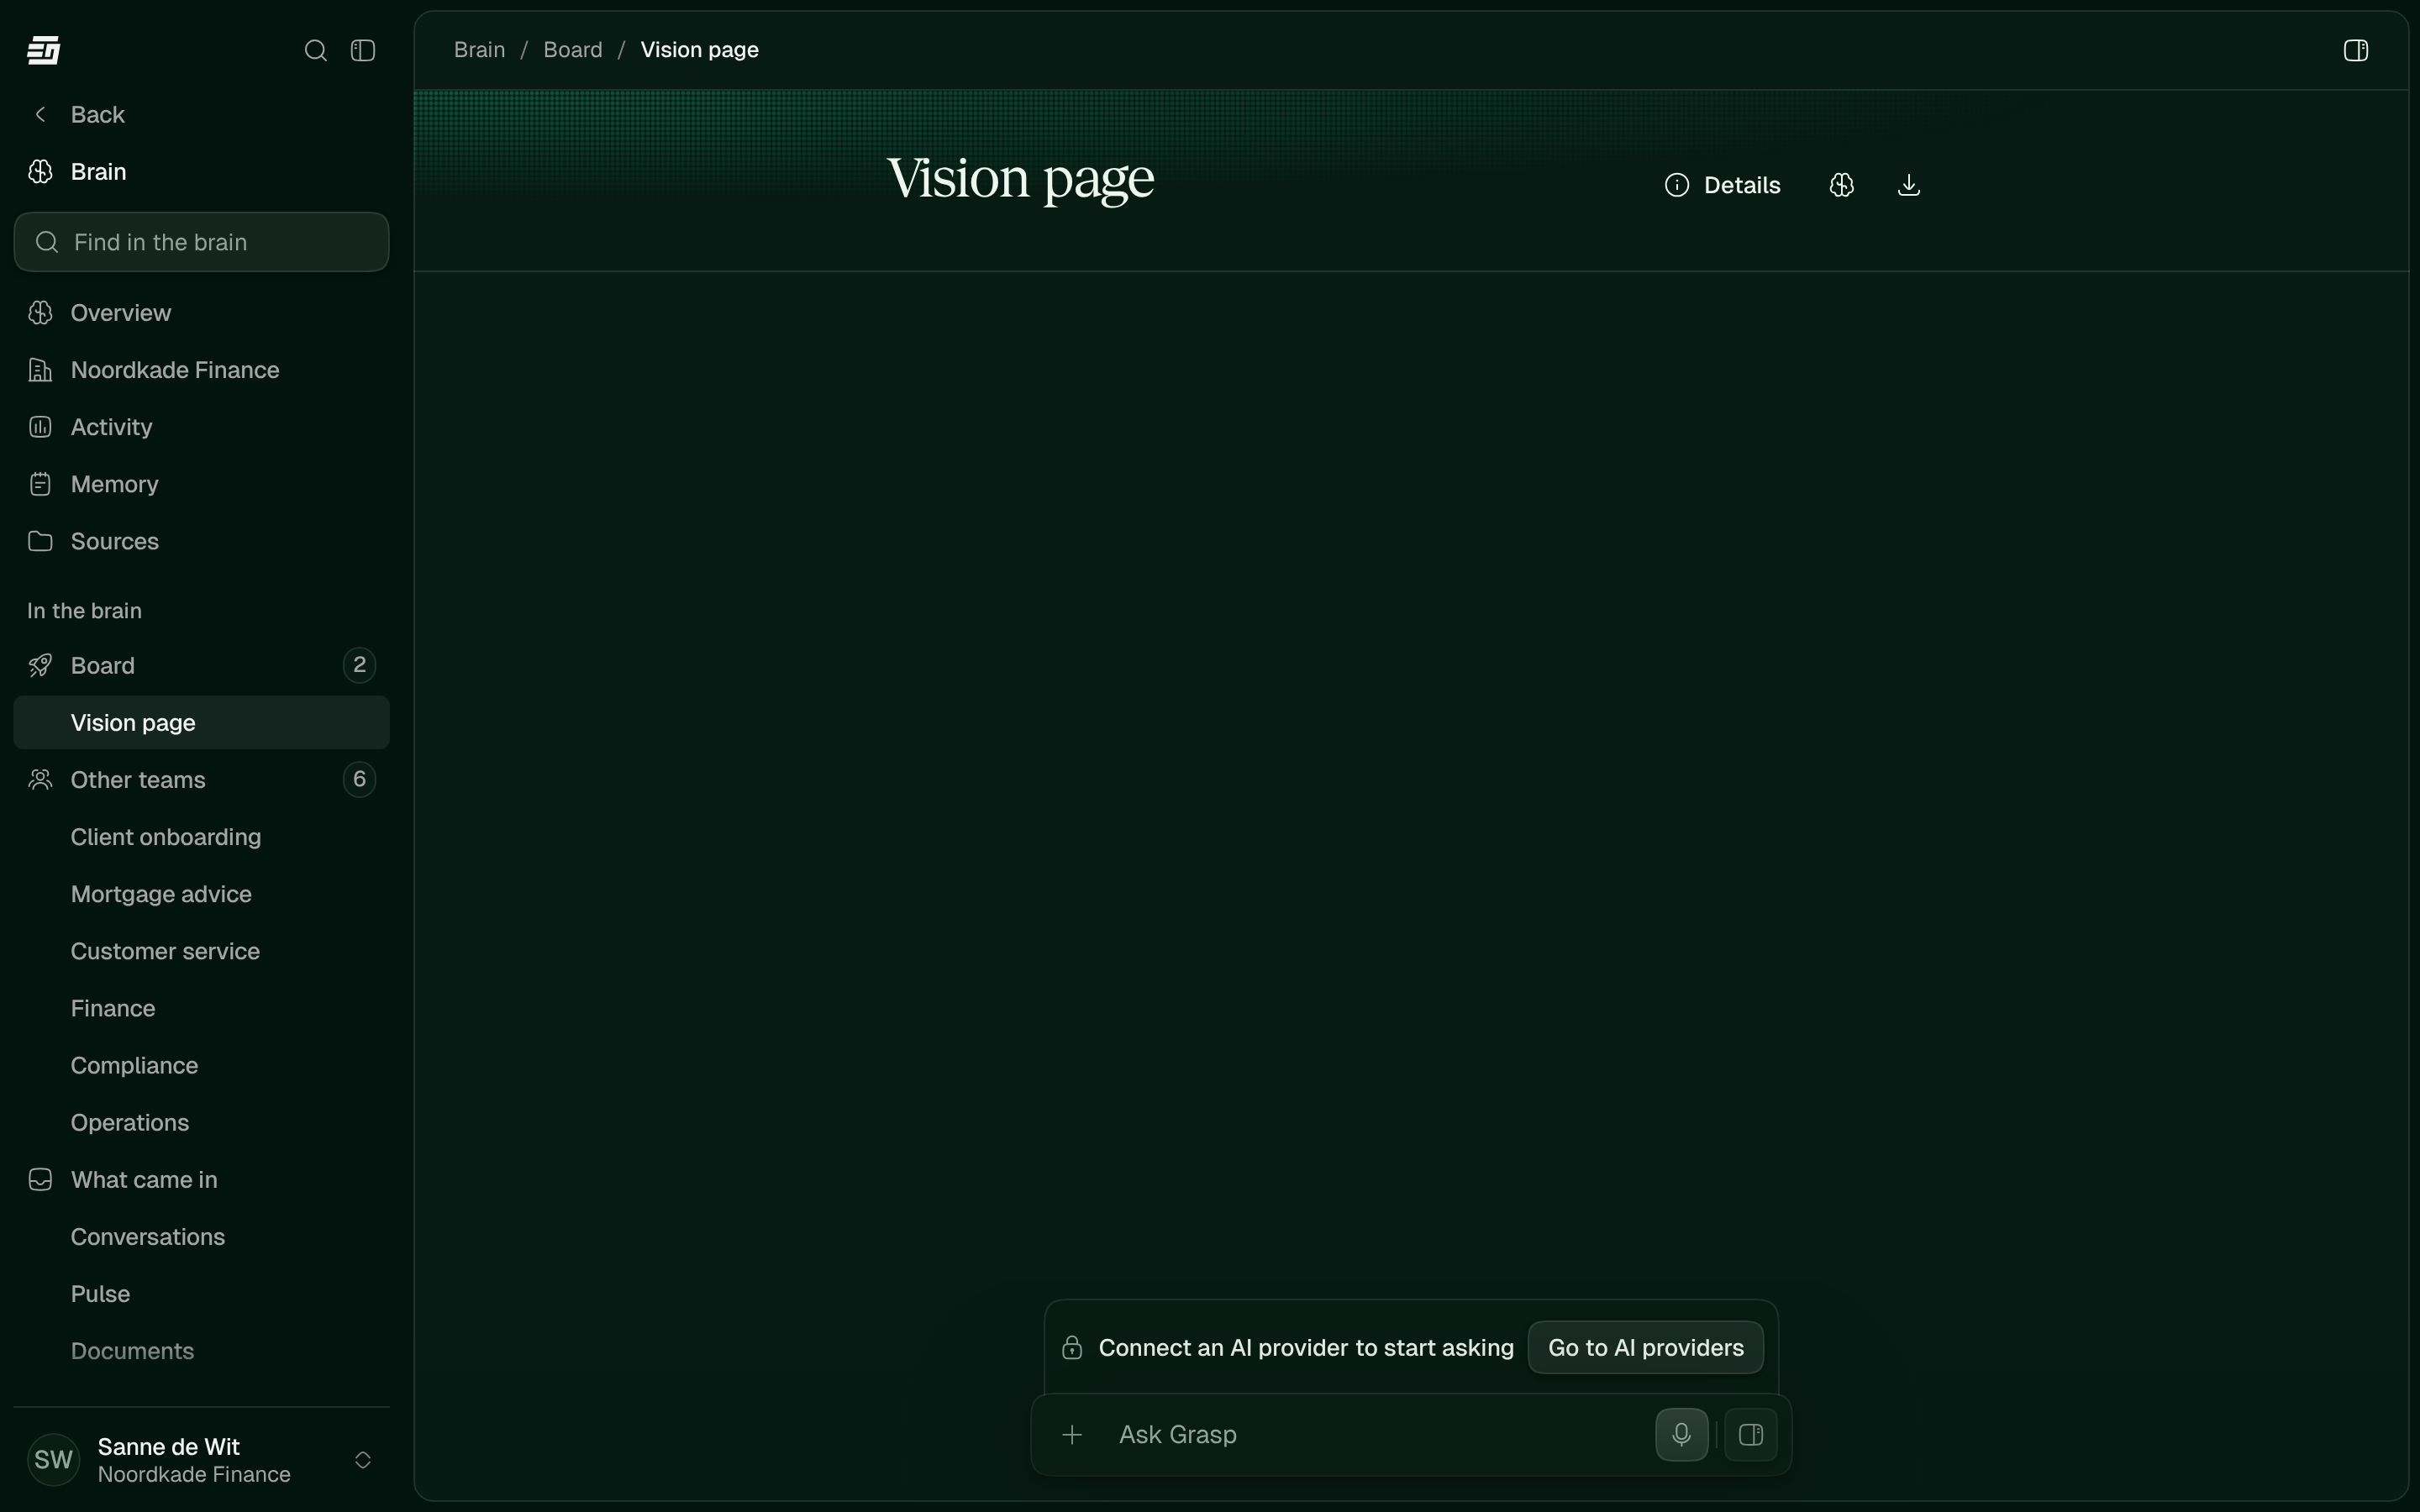 Back
Brain
Find in the brain
Overview
Noordkade Finance
Activity
Memory
Sources
In the brain
Board 2
Vision page
Other teams 6
Client onboarding
Mortgage advice
Customer service
Finance
Compliance
Operations
What came in
Conversations
Pulse
Documents
SW
Sanne de Wit
Noordkade Finance
Brain / Board / Vision page
Vision page
Details
Connect an AI provider to start asking
Go to AI providers
Ask Grasp